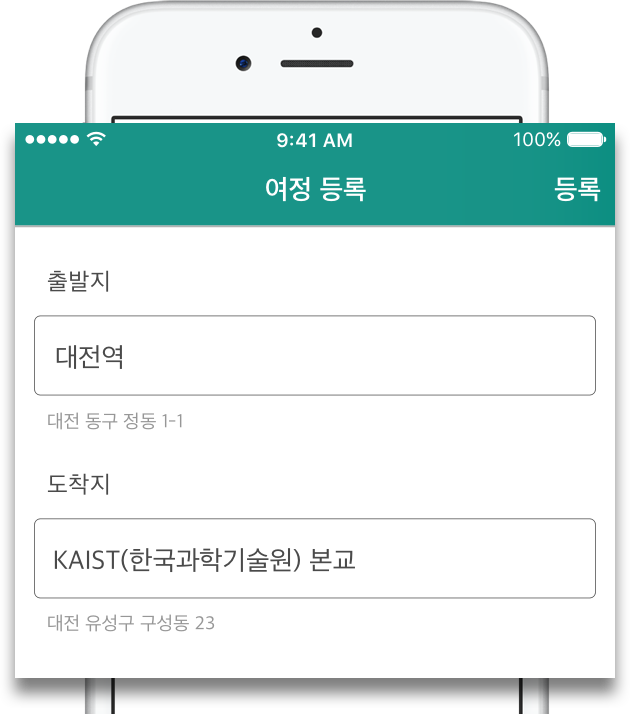 9:41 AM 100%
여정 등록 등록
출발지
대전역
대전 동구 정동 1-1
도착지
KAIST(한국과학기술원) 본교
대전 유성구 구성동 23